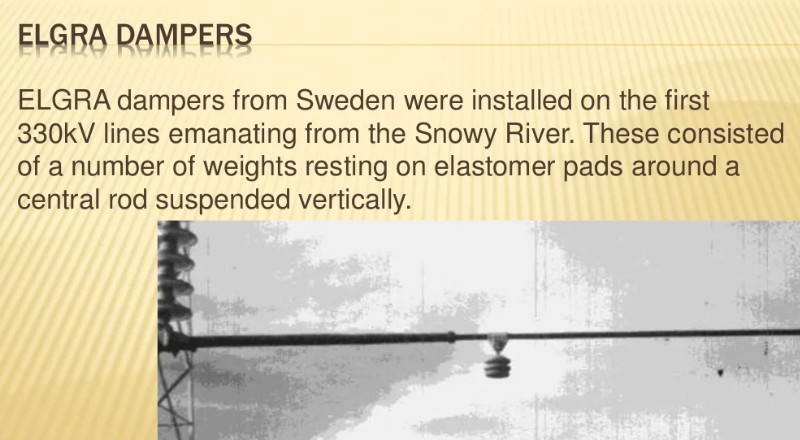 ELGRA DAMPERS
ELGRA dampers from Sweden were installed on the first
330kV lines emanating from the Snowy River. These consisted
of a number of weights resting on elastomer pads around a
central rod suspended vertically.